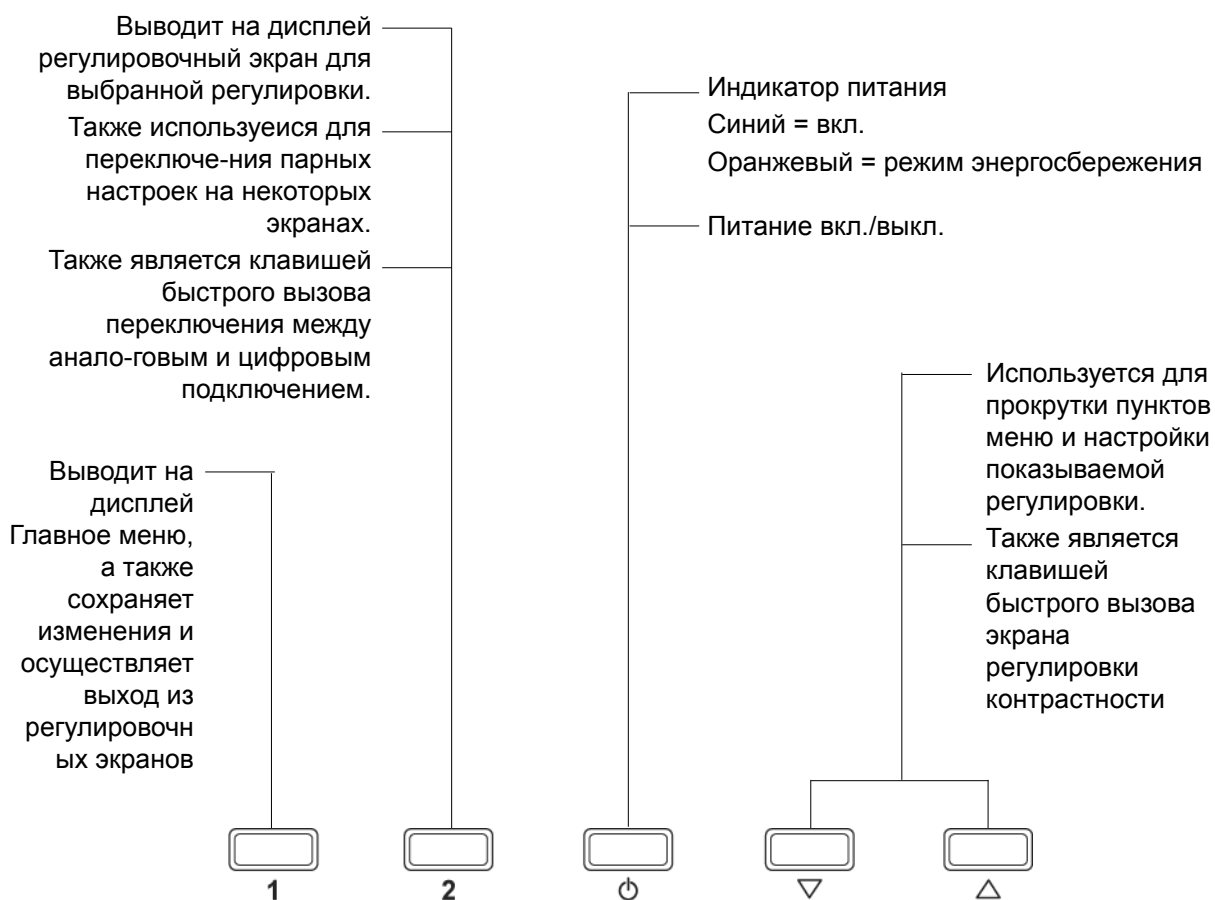 Выводит на дисплей
регулировочный экран для
выбранной регулировки.
Также используеися для
переключе-ния парных
настроек на некоторых
экранах.
Также является клавишей
быстрого вызова
переключения между
анало-говым и цифровым
подключением.
Выводит на
дисплей
Главное меню,
а также
сохраняет
изменения и
осуществляет
выход из
регулировочн
ых экранов
Индикатор питания
Синий = вкл.
Оранжевый = режим энергосбережения
Питание вкл./выкл.
Используется для
прокрутки пунктов
меню и настройки
показываемой
регулировки.
Также является
клавишей
быстрого вызова
экрана
регулировки
контрастности
1
2